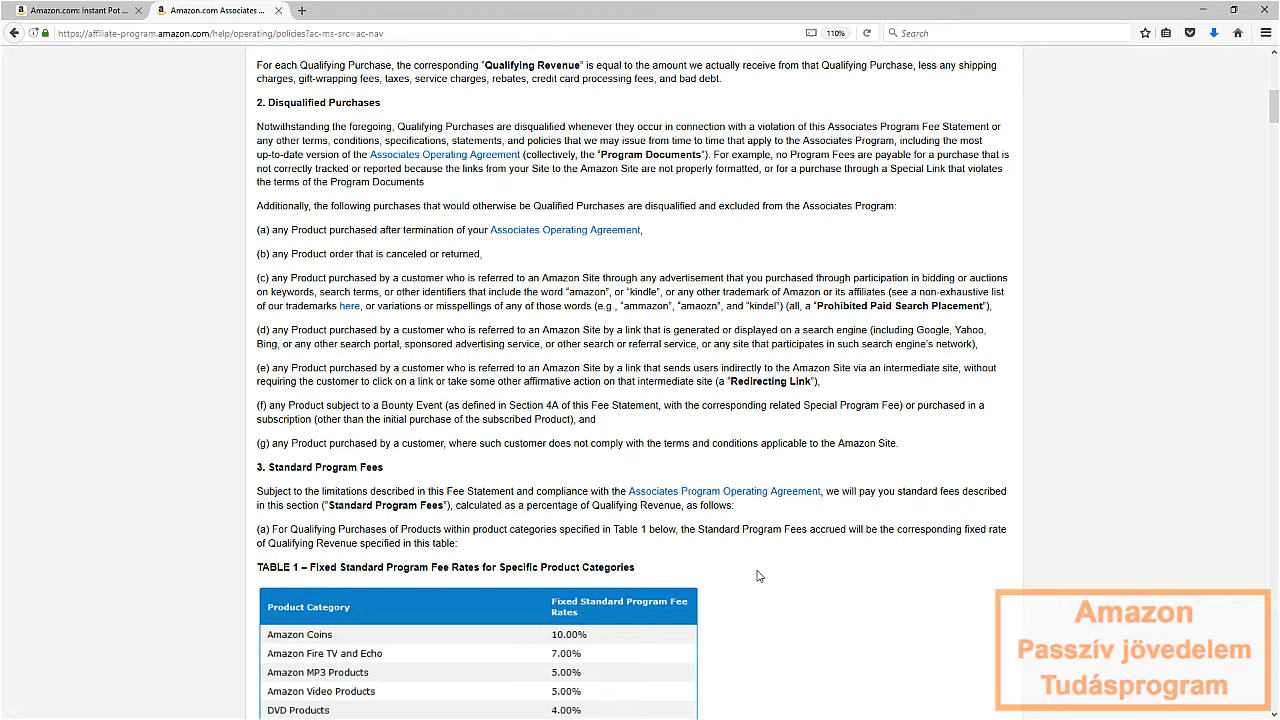 Amazon.com: Instant Pot ...
Amazon.com Associates ...
https://affiliate-program.amazon.com/help/operating/policies?ac-ms-src=ac-nav
110%
Search
For each Qualifying Purchase, the corresponding "Qualifying Revenue" is equal to the amount we actually receive from that Qualifying Purchase, less any shipping
charges, gift-wrapping fees, taxes, service charges, rebates, credit card processing fees, and bad debt.
2. Disqualified Purchases
Notwithstanding the foregoing, Qualifying Purchases are disqualified whenever they occur in connection with a violation of this Associates Program Fee Statement or
any other terms, conditions, specifications, statements, and policies that we may issue from time to time that apply to the Associates Program, including the most
up-to-date version of the Associates Operating Agreement (collectively, the "Program Documents"). For example, no Program Fees are payable for a purchase that is
not correctly tracked or reported because the links from your Site to the Amazon Site are not properly formatted, or for a purchase through a Special Link that violates
the terms of the Program Documents
Additionally, the following purchases that would otherwise be Qualified Purchases are disqualified and excluded from the Associates Program:
(a) any Product purchased after termination of your Associates Operating Agreement,
(b) any Product order that is canceled or returned,
(c) any Product purchased by a customer who is referred to an Amazon Site through any advertisement that you purchased through participation in bidding or auctions
on keywords, search terms, or other identifiers that include the word "amazon", or "kindle", or any other trademark of Amazon or its affiliates (see a non-exhaustive list
of our trademarks here, or variations or misspellings of any of those words (e.g., "ammazon", "amaozn", and "kindel") (all, a "Prohibited Paid Search Placement"),
(d) any Product purchased by a customer who is referred to an Amazon Site by a link that is generated or displayed on a search engine (including Google, Yahoo,
Bing, or any other search portal, sponsored advertising service, or other search or referral service, or any site that participates in such search engine's network),
(e) any Product purchased by a customer who is referred to an Amazon Site by a link that sends users indirectly to the Amazon Site via an intermediate site, without
requiring the customer to click on a link or take some other affirmative action on that intermediate site (a "Redirecting Link"),
(f) any Product subject to a Bounty Event (as defined in Section 4A of this Fee Statement, with the corresponding related Special Program Fee) or purchased in a
subscription (other than the initial purchase of the subscribed Product), and
(g) any Product purchased by a customer, where such customer does not comply with the terms and conditions applicable to the Amazon Site.
3. Standard Program Fees
Subject to the limitations described in this Fee Statement and compliance with the Associates Program Operating Agreement, we will pay you standard fees described
in this section ("Standard Program Fees"), calculated as a percentage of Qualifying Revenue, as follows:
(a) For Qualifying Purchases of Products within product categories specified in Table 1 below, the Standard Program Fees accrued will be the corresponding fixed rate
of Qualifying Revenue specified in this table:
TABLE 1 – Fixed Standard Program Fee Rates for Specific Product Categories
Product Category Fixed Standard Program Fee
Rates
Amazon Coins 10.00%
Amazon Fire TV and Echo 7.00%
Amazon MP3 Products 5.00%
Amazon Video Products 5.00%
DVD Products 4.00%
Amazon
Passzív jövedelem
Tudásprogram